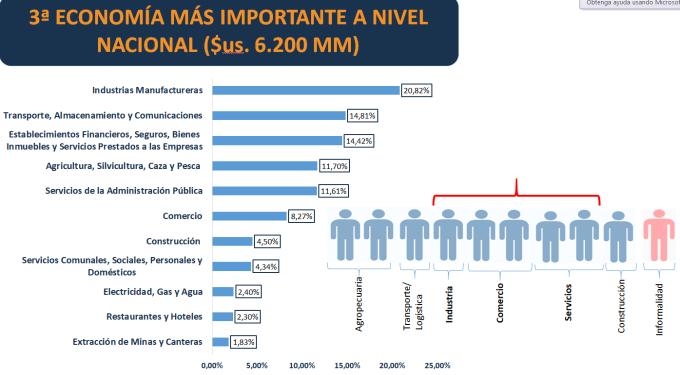 Obtenga ayuda usando Microsoft
3ª ECONOMÍA MÁS IMPORTANTE A NIVEL
NACIONAL ($us. 6.200 MM)
Industrias Manufactureras
20,82%
Transporte, Almacenamiento y Comunicaciones
14,81%
Establecimientos Financieros, Seguros, Bienes
Inmuebles y Servicios Prestados a las Empresas
14,42%
Agricultura, Silvicultura, Caza y Pesca
11,70%
Servicios de la Administración Pública
11,61%
Comercio
8,27%
Construcción
4,50%
Servicios Comunales, Sociales, Personales y
Domésticos
4,34%
Electricidad, Gas y Agua
2,40%
Restaurantes y Hoteles
2,30%
Extracción de Minas y Canteras
1,83%
0,00% 5,00% 10,00% 15,00% 20,00% 25,00%
Agropecuaria
Transporte/
Logística
Industria
Comercio
Servicios
Construcción
Informalidad